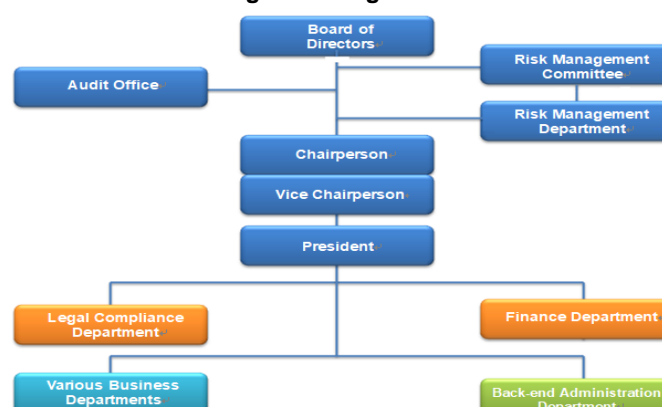 Board of
Directors
Risk Management
Committee
Audit Office
Risk Management
Department
Chairperson
Vice Chairperson
President
Legal Compliance
Department
Finance Department
Various Business
Departments
Back-end Administration
Department